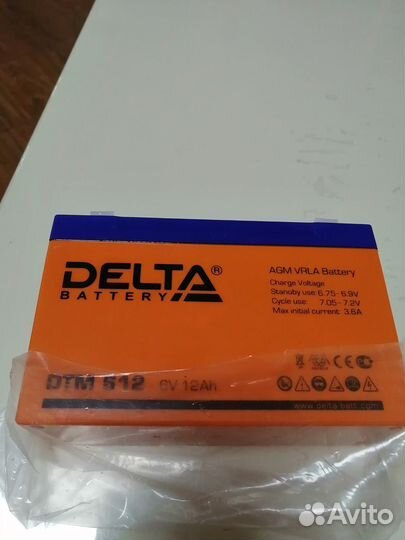 DELTA®
BATTERY
AGM VRLA Battery
Charge Voltage
Standby use: 6.75- 6.9V
Cycle use: 7.05- 7.2V
Max initial current: 3.6A
DTM 612 6V 12Ah
www.delta-batt.com
Avito